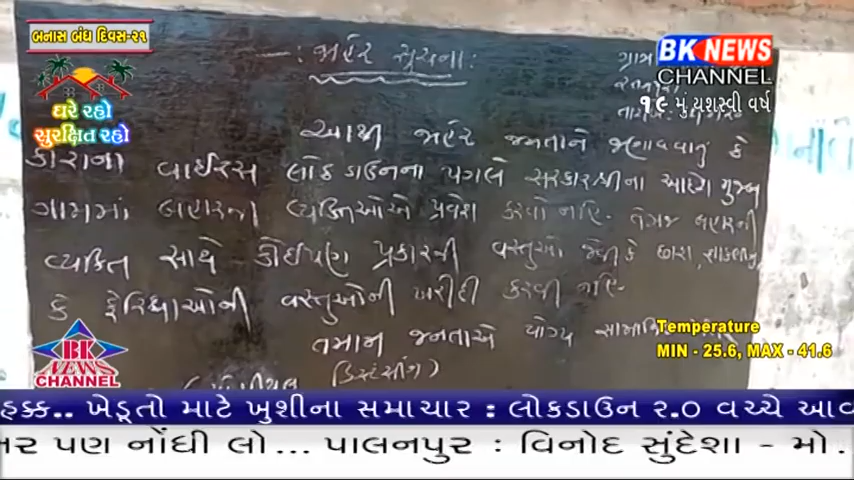 બનાસ બંધ દિવસ-૨૧
ઘરે રહો
સુરક્ષિત રહો
BK NEWS
CHANNEL
૧૯ મું યશસ્વી વર્ષ
-: જાહેર સૂચના:
ગ્રામ
આથી જાહેર જનતાને જણાવવાનું કે
કોરોના વાઈરસ લોકડાઉનના પગલે સરકારશ્રીના આદેશ મુજબ
ગામમાં બહારની વ્યક્તિઓએ પ્રવેશ કરવો નહિ. તેમજ બહારની
વ્યકિત સાથે કોઈપણ પ્રકારની વસ્તુઓ જેવી કે છાશ, શાકભાજી
કે ફેરિયાઓની વસ્તુઓની ખરીદી કરવી નહિ.
તમામ જનતાએ યોગ્ય
ડિસ્ટસીંગ)
Temperature
MIN - 25.6, MAX - 41.6
BK
NEWS
CHANNEL
હક્ક.. ખેડૂતો માટે ખુશીના સમાચાર : લોકડાઉન ૨.૦ વચ્ચે આવ
પણ નોંધી લો... પાલનપુર : વિનોદ સુંદેશા - મો.